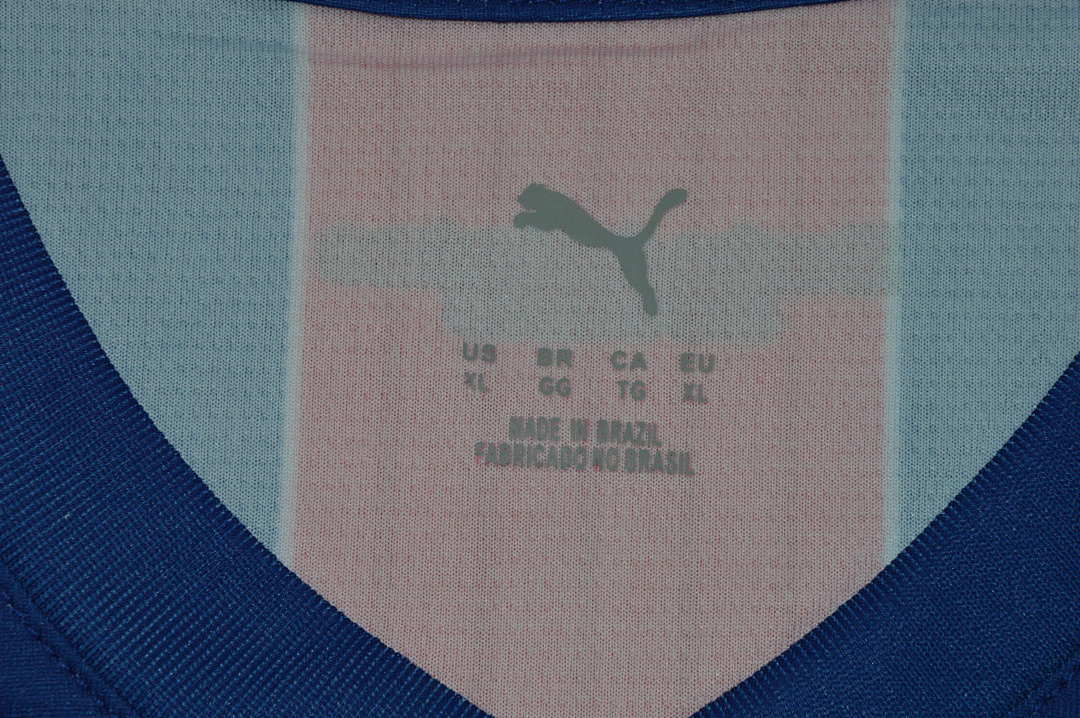 US BR CA EU
XL GG TG XL
MADE IN BRAZIL
FABRICADO NO BRASIL